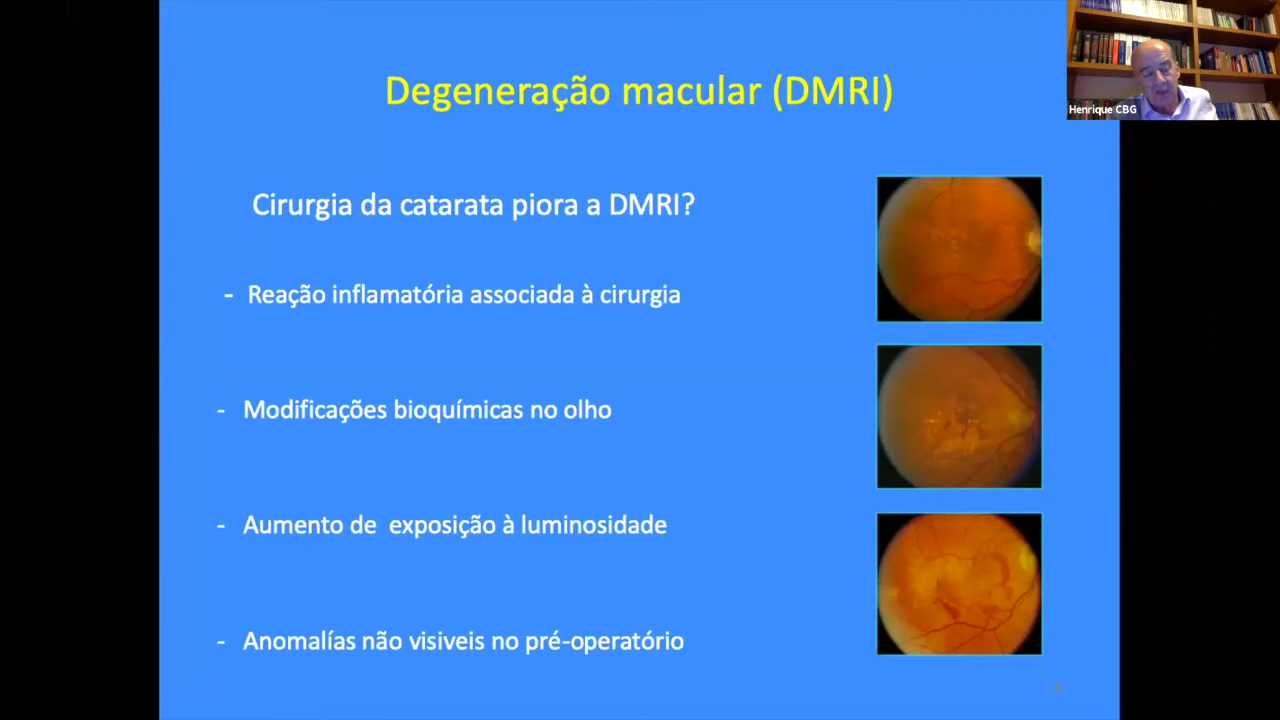 Degeneração macular (DMRI)
Henrique CBG
Cirurgia da catarata piora a DMRI?
- Reação inflamatória associada à cirurgia
- Modificações bioquímicas no olho
- Aumento de  exposição à luminosidade
- Anomalías não visiveis no pré-operatório